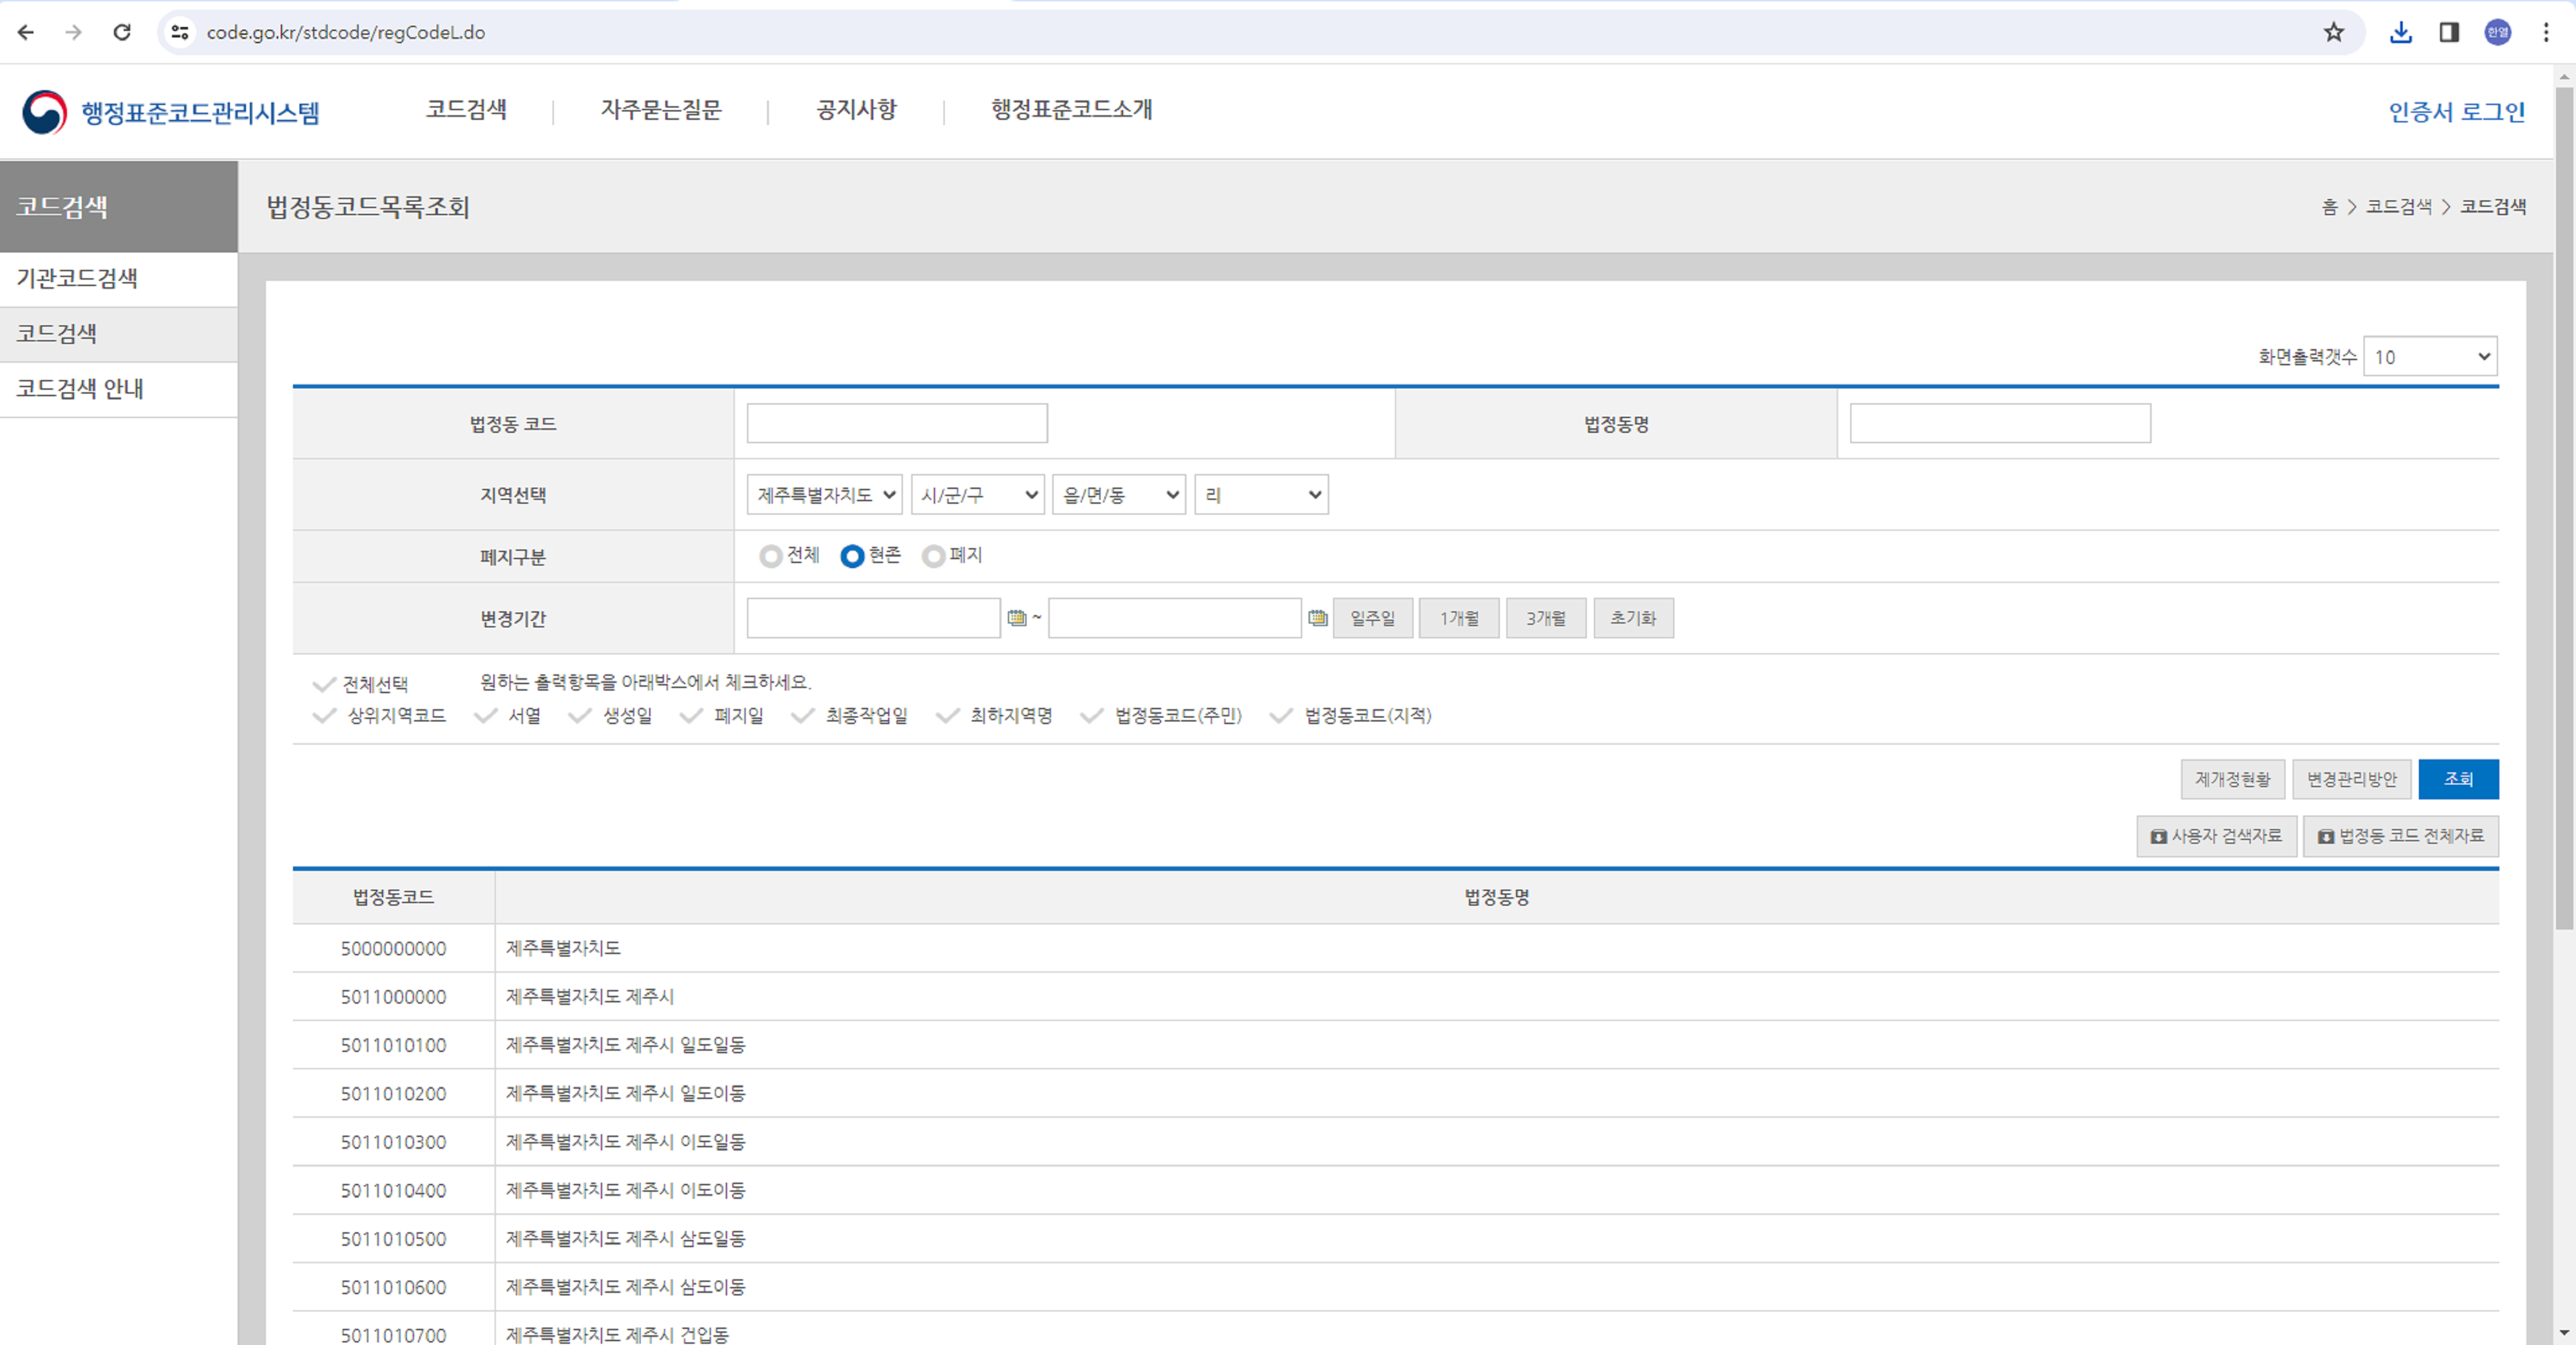 code.go.kr/stdcode/regCodeL.do
한열
행정표준코드관리시스템
코드검색 자주묻는질문 공지사항 행정표준코드소개
인증서 로그인
코드검색
법정동코드목록조회
홈 > 코드검색 > 코드검색
기관코드검색
코드검색
코드검색 안내
화면출력갯수 10
법정동 코드 법정동명
지역선택 제주특별자치도 시/군/구 읍/면/동 리
폐지구분 전체 현존 폐지
변경기간 ~ 일주일 1개월 3개월 초기화
전체선택 원하는 출력항목을 아래박스에서 체크하세요.
상위지역코드 서열 생성일 폐지일 최종작업일 최하지역명 법정동코드(주민) 법정동코드(지적)
제개정현황 변경관리방안 조회
사용자 검색자료 법정동 코드 전체자료
법정동코드 법정동명
5000000000 제주특별자치도
5011000000 제주특별자치도 제주시
5011010100 제주특별자치도 제주시 일도일동
5011010200 제주특별자치도 제주시 일도이동
5011010300 제주특별자치도 제주시 이도일동
5011010400 제주특별자치도 제주시 이도이동
5011010500 제주특별자치도 제주시 삼도일동
5011010600 제주특별자치도 제주시 삼도이동
5011010700 제주특별자치도 제주시 건입동